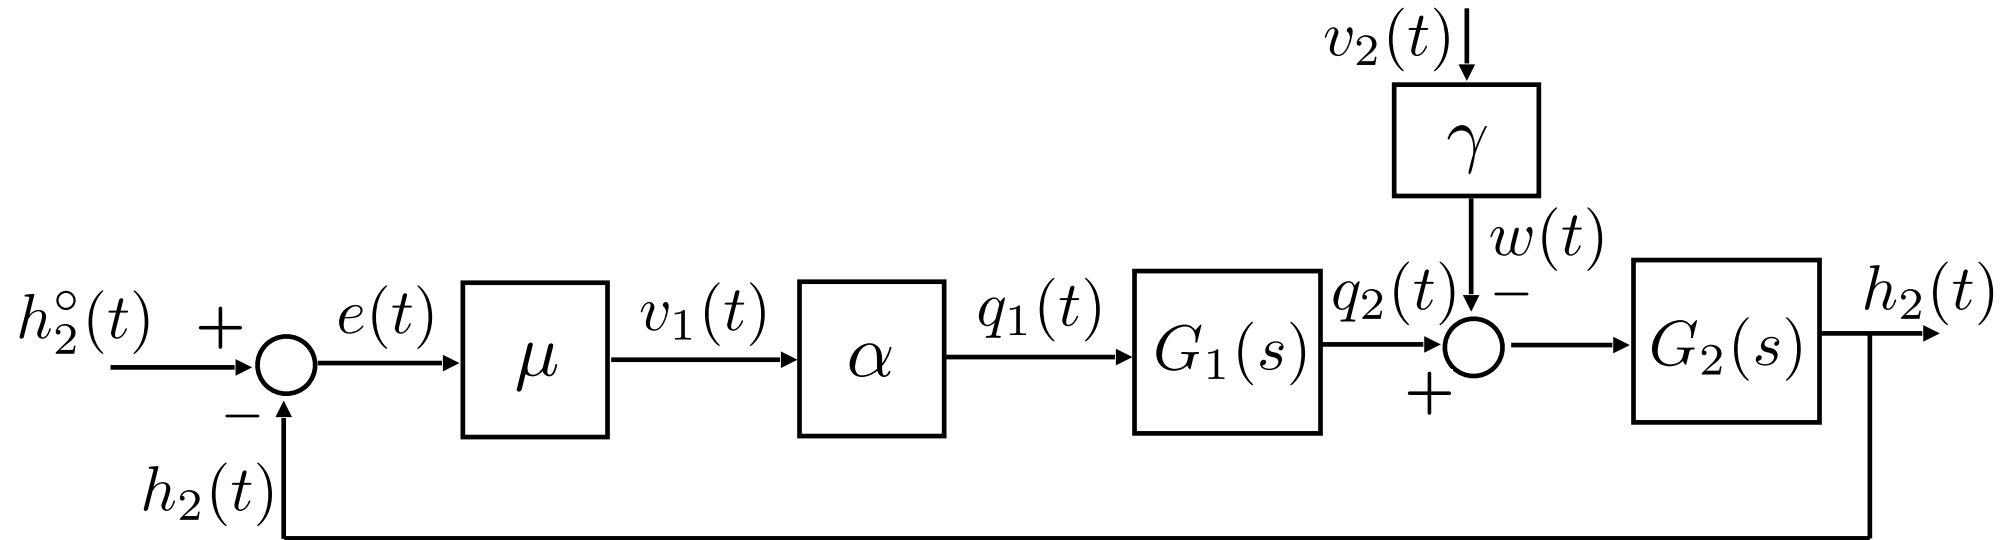 v₂(t)
γ
w(t)
h₂°(t) + e(t) μ v₁(t) α q₁(t) G₁(s) q₂(t) − G₂(s) h₂(t)
− +
h₂(t)